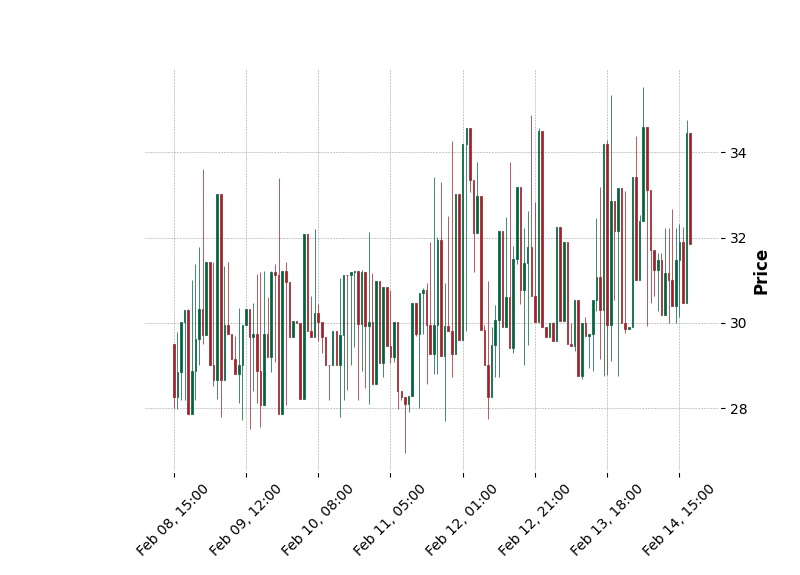 34
32
30
28
Price
Feb 08, 15:00
Feb 09, 12:00
Feb 10, 08:00
Feb 11, 05:00
Feb 12, 01:00
Feb 12, 21:00
Feb 13, 18:00
Feb 14, 15:00